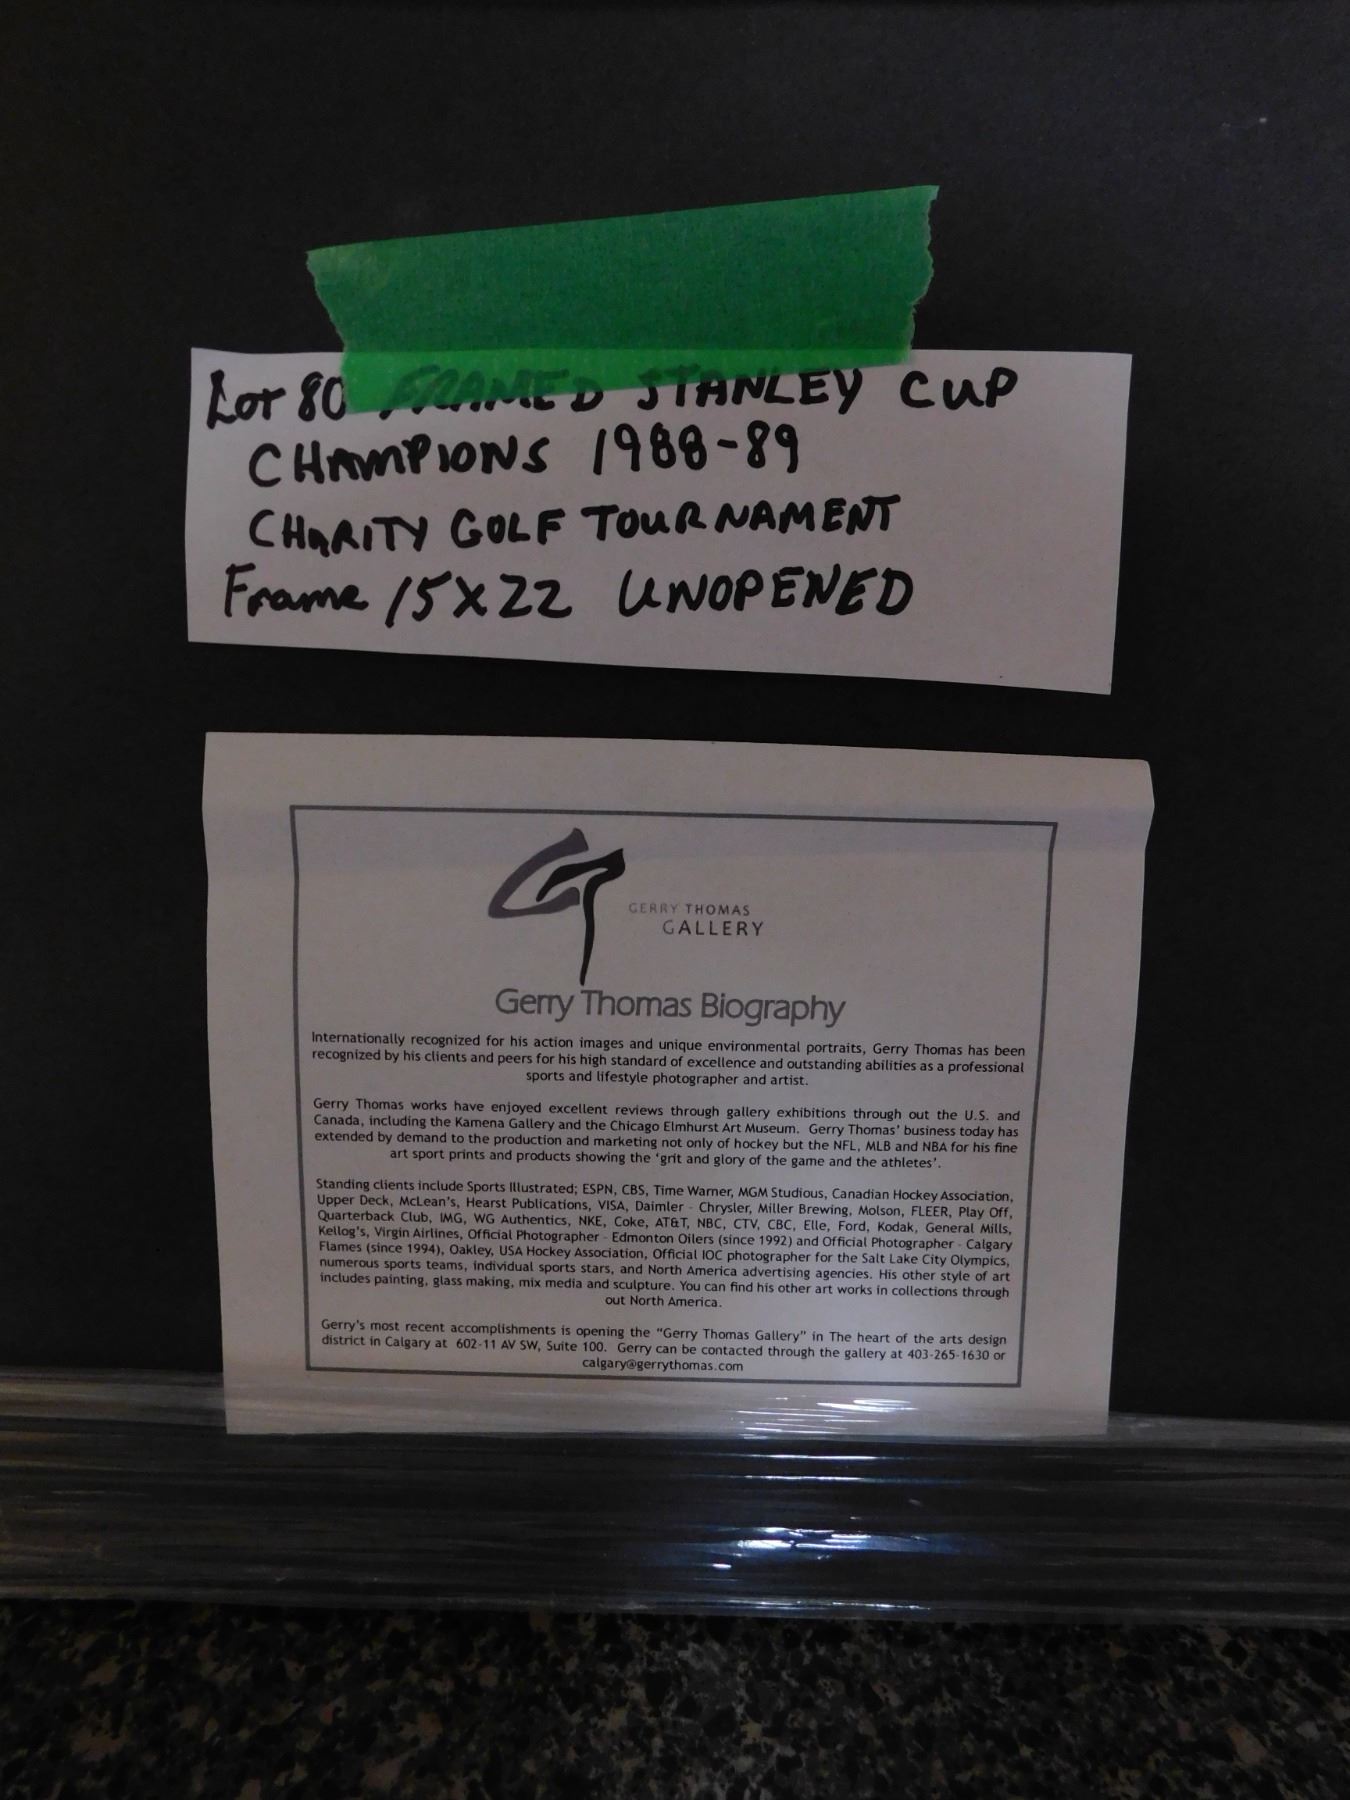 Lot 80 FRAMED STANLEY CUP
CHAMPIONS 1988-89
CHARITY GOLF TOURNAMENT
Frame 15X22 UNOPENED
GT
GERRY THOMAS
GALLERY
Gerry Thomas Biography
Internationally recognized for his action images and unique environmental portraits, Gerry Thomas has been
recognized by his clients and peers for his high standard of excellence and outstanding abilities as a professional
sports and lifestyle photographer and artist.
Gerry Thomas works have enjoyed excellent reviews through gallery exhibitions through out the U.S. and
Canada, including the Kamena Gallery and the Chicago Elmhurst Art Museum. Gerry Thomas' business today has
extended by demand to the production and marketing not only of hockey but the NFL, MLB and NBA for his fine
art sport prints and products showing the 'grit and glory of the game and the athletes'.
Standing clients include Sports Illustrated; ESPN, CBS, Time Warner, MGM Studious, Canadian Hockey Association,
Upper Deck, McLean's, Hearst Publications, VISA, Daimler - Chrysler, Miller Brewing, Molson, FLEER, Play Off,
Quarterback Club, IMG, WG Authentics, NKE, Coke, AT&T, NBC, CTV, CBC, Elle, Ford, Kodak, General Mills,
Kellog's, Virgin Airlines, Official Photographer - Edmonton Oilers (since 1992) and Official Photographer - Calgary
Flames (since 1994), Oakley, USA Hockey Association, Official IOC photographer for the Salt Lake City Olympics,
numerous sports teams, individual sports stars, and North America advertising agencies. His other style of art
includes painting, glass making, mix media and sculpture. You can find his other art works in collections through
out North America.
Gerry's most recent accomplishments is opening the "Gerry Thomas Gallery" in The heart of the arts design
district in Calgary at 602-11 AV SW, Suite 100. Gerry can be contacted through the gallery at 403-265-1630 or
calgary@gerrythomas.com